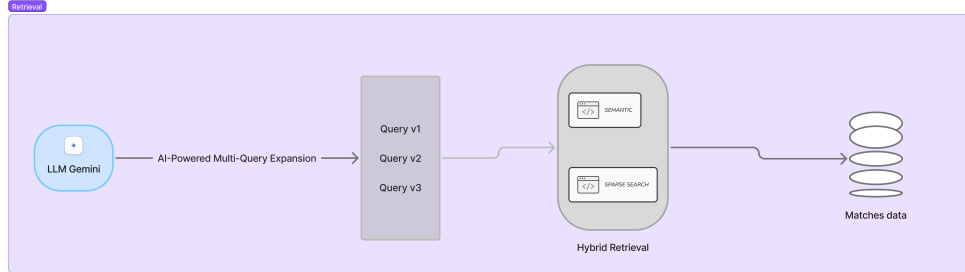 Retrieval
LLM Gemini
AI-Powered Multi-Query Expansion
Query v1
Query v2
Query v3
SEMANTIC
SPARSE SEARCH
Hybrid Retrieval
Matches data